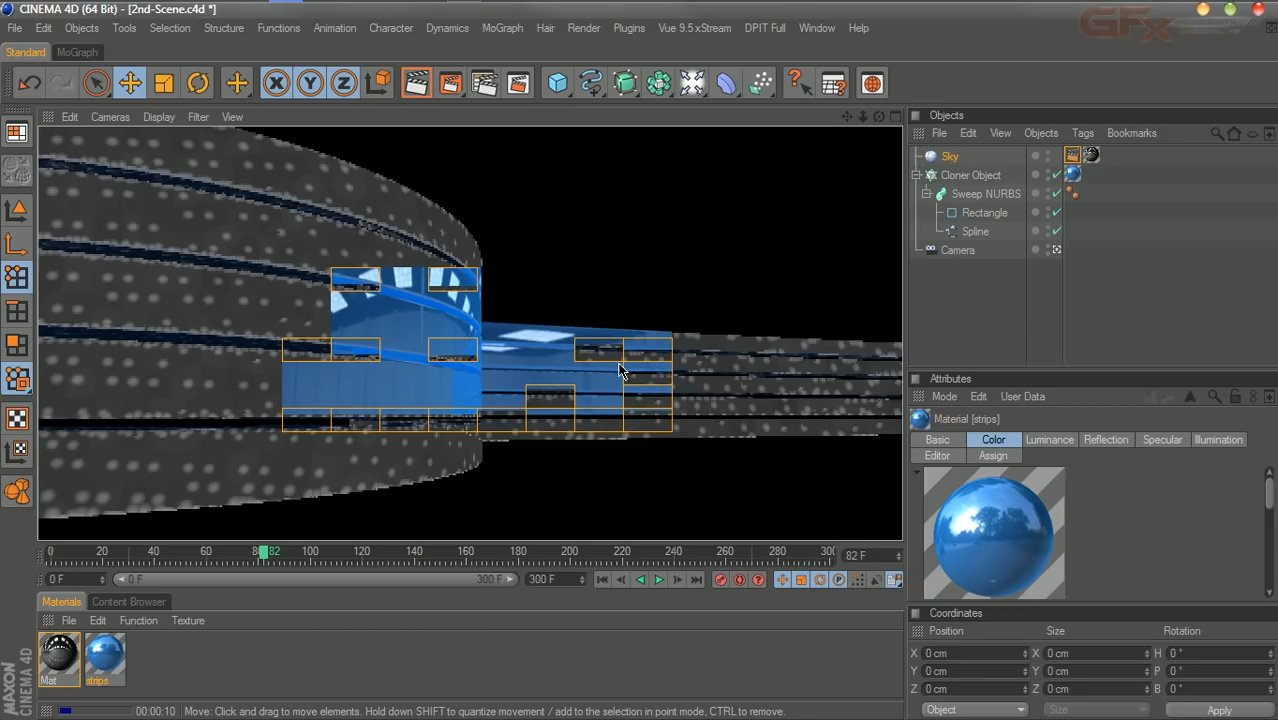 CINEMA 4D (64 Bit) - [2nd-Scene.c4d *]
GFx
File Edit Objects Tools Selection Structure Functions Animation Character Dynamics MoGraph Hair Render Plugins Vue 9.5 xStream DPIT Full Window Help
Standard MoGraph
X Y Z
Edit Cameras Display Filter View
Objects
File Edit View Objects Tags Bookmarks
Sky
Cloner Object
Sweep NURBS
Rectangle
Spline
Camera
Attributes
Mode Edit User Data
Material [strips]
Basic Color Luminance Reflection Specular Illumination
Editor Assign
0 20 40 60 8 82 100 120 140 160 180 200 220 240 260 280 30 82 F
0 F 0 F 300 F 300 F
Materials Content Browser
File Edit Function Texture
Mat strips
Coordinates
Position Size Rotation
X 0 cm X 0 cm H 0 °
Y 0 cm Y 0 cm P 0 °
Z 0 cm Z 0 cm B 0 °
Object Size Apply
MAXON CINEMA 4D
00:00:10 Move: Click and drag to move elements. Hold down SHIFT to quantize movement / add to the selection in point mode, CTRL to remove.